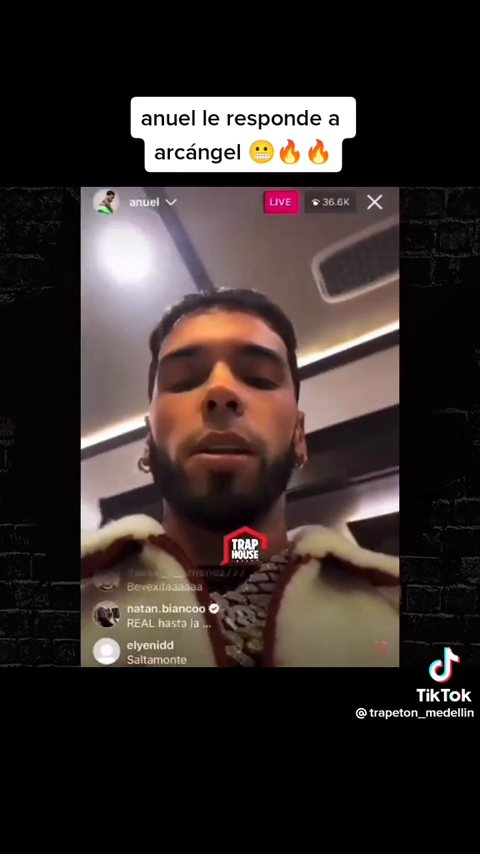 anuel le responde a
arcángel 😬🔥🔥
anuel
LIVE
36.6K
TRAP
HOUSE
Bevexitaaaaaa
natan.biancoo
REAL hasta la ...
elyenidd
Saltamonte
TikTok
@trapeton_medellin